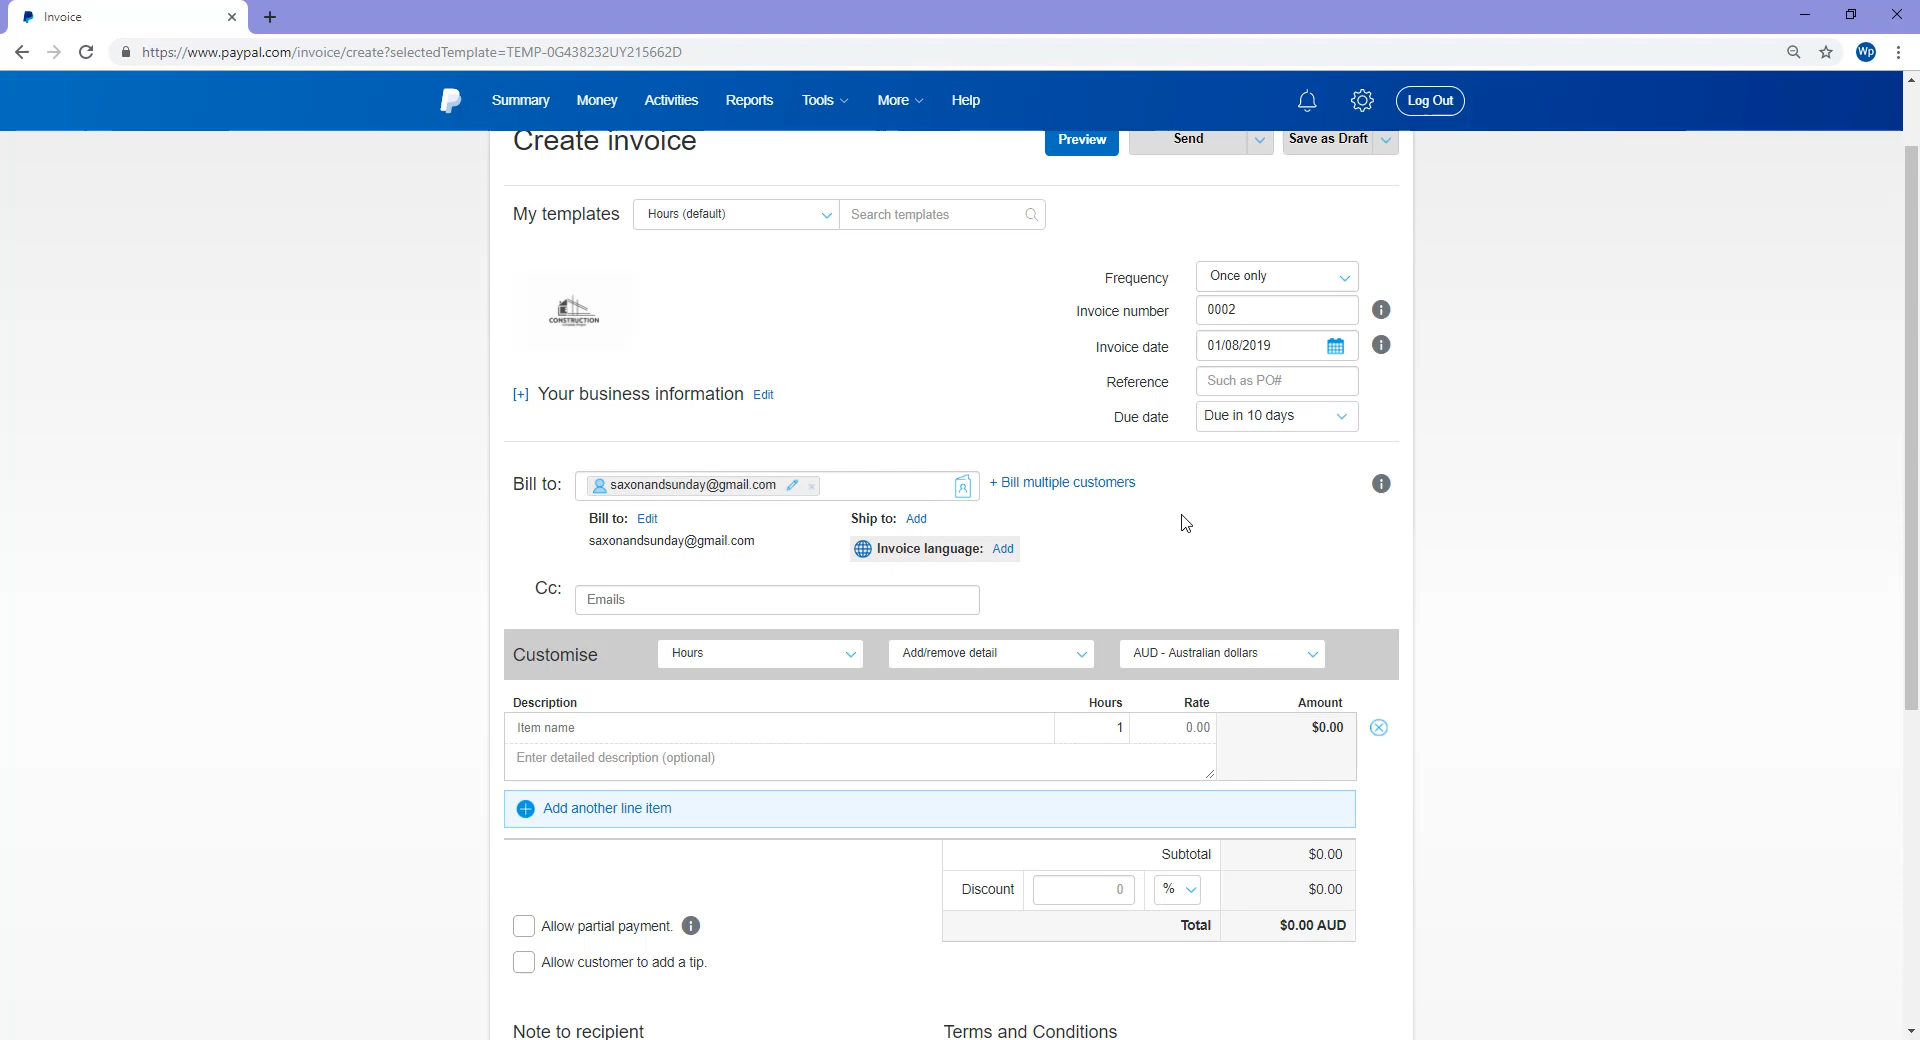 Invoice
https://www.paypal.com/invoice/create?selectedTemplate=TEMP-0G438232UY215662D
Wp
Summary Money Activities Reports Tools More Help Log Out
Create invoice Preview Send Save as Draft
My templates Hours (default) Search templates
Frequency Once only
Invoice number 0002
CONSTRUCTION
Invoice date 01/08/2019
Reference Such as PO#
[+] Your business information Edit
Due date Due in 10 days
Bill to: saxonandsunday@gmail.com + Bill multiple customers
Bill to: Edit Ship to: Add
saxonandsunday@gmail.com Invoice language: Add
Cc: Emails
Customise Hours Add/remove detail AUD - Australian dollars
Description Hours Rate Amount
Item name 1 0.00 $0.00
Enter detailed description (optional)
Add another line item
Subtotal $0.00
Discount 0 % $0.00
Allow partial payment. Total $0.00 AUD
Allow customer to add a tip.
Note to recipient Terms and Conditions